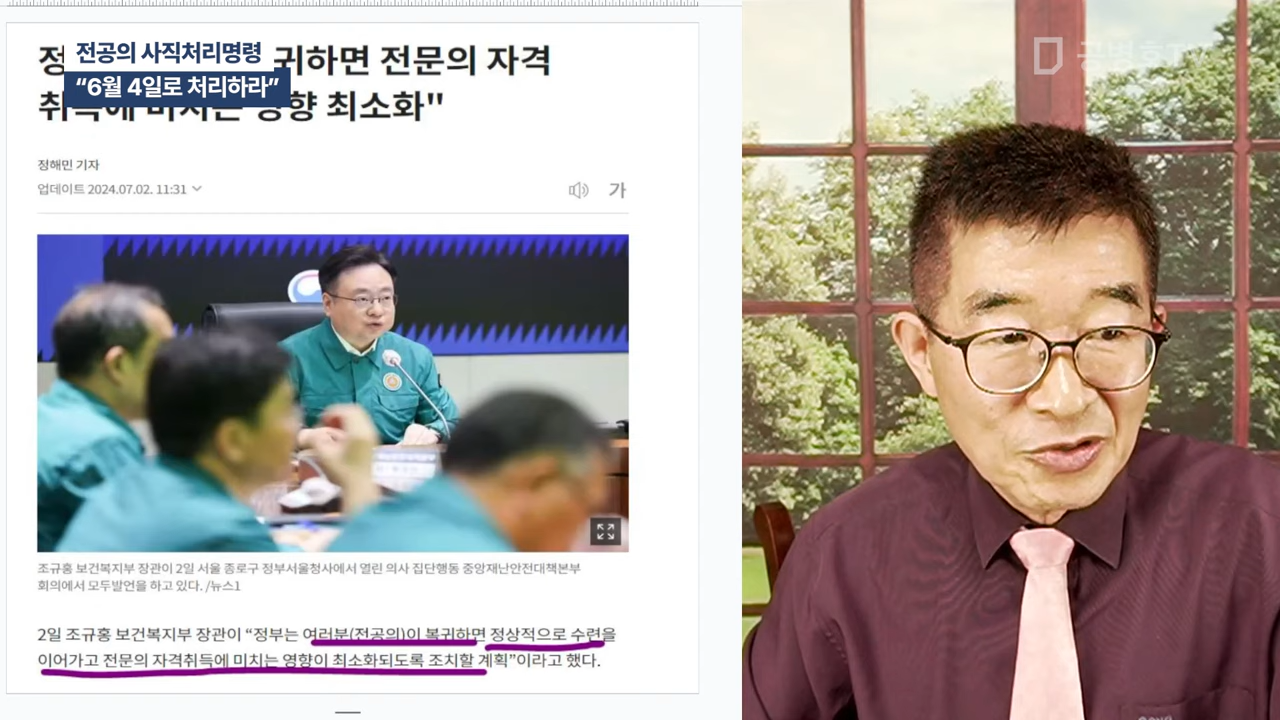 전공의 사직처리명령
“6월 4일로 처리하라”
귀하면 전문의 자격
향 최소화"
정해민 기자
업데이트 2024.07.02. 11:31
가
조규홍 보건복지부 장관이 2일 서울 종로구 정부서울청사에서 열린 의사 집단행동 중앙재난안전대책본부
회의에서 모두발언을 하고 있다. /뉴스1
2일 조규홍 보건복지부 장관이 “정부는 여러분(전공의)이 복귀하면 정상적으로 수련을
이어가고 전문의 자격취득에 미치는 영향이 최소화되도록 조치할 계획”이라고 했다.
공병호TV